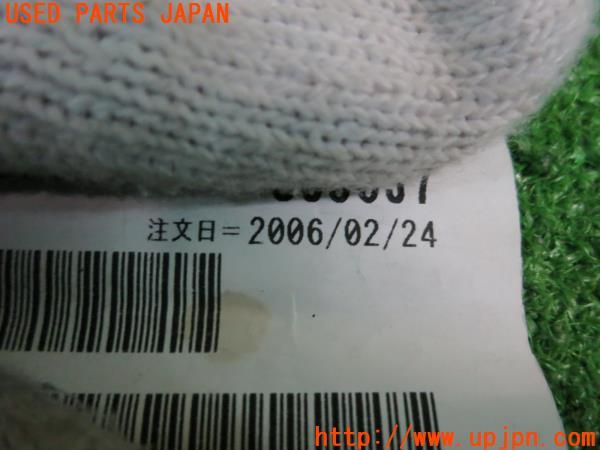 USED PARTS JAPAN
注文日＝2006/02/24
http://www.upjpn.com